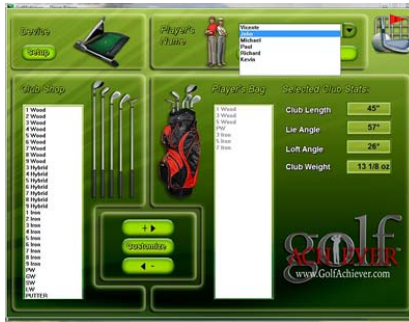 Device
Setup
Player's
Name
Vicente
John
Michael
Paul
Richard
Kevin
Club Shop
1 Wood
2 Wood
3 Wood
4 Wood
5 Wood
6 Wood
7 Wood
8 Wood
9 Wood
3 Hybrid
4 Hybrid
5 Hybrid
6 Hybrid
7 Hybrid
8 Hybrid
9 Hybrid
1 Iron
2 Iron
3 Iron
4 Iron
5 Iron
6 Iron
7 Iron
8 Iron
9 Iron
PW
GW
SW
LW
PUTTER
+
Customize
-
Player's Bag
1 Wood
3 Wood
5 Wood
PW
3 Iron
5 Iron
7 Iron
Selected Club Stats:
Club Length 45"
Lie Angle 57°
Loft Angle 26°
Club Weight 13 1/8 oz
golf
ACHIEVER
www.GolfAchiever.com